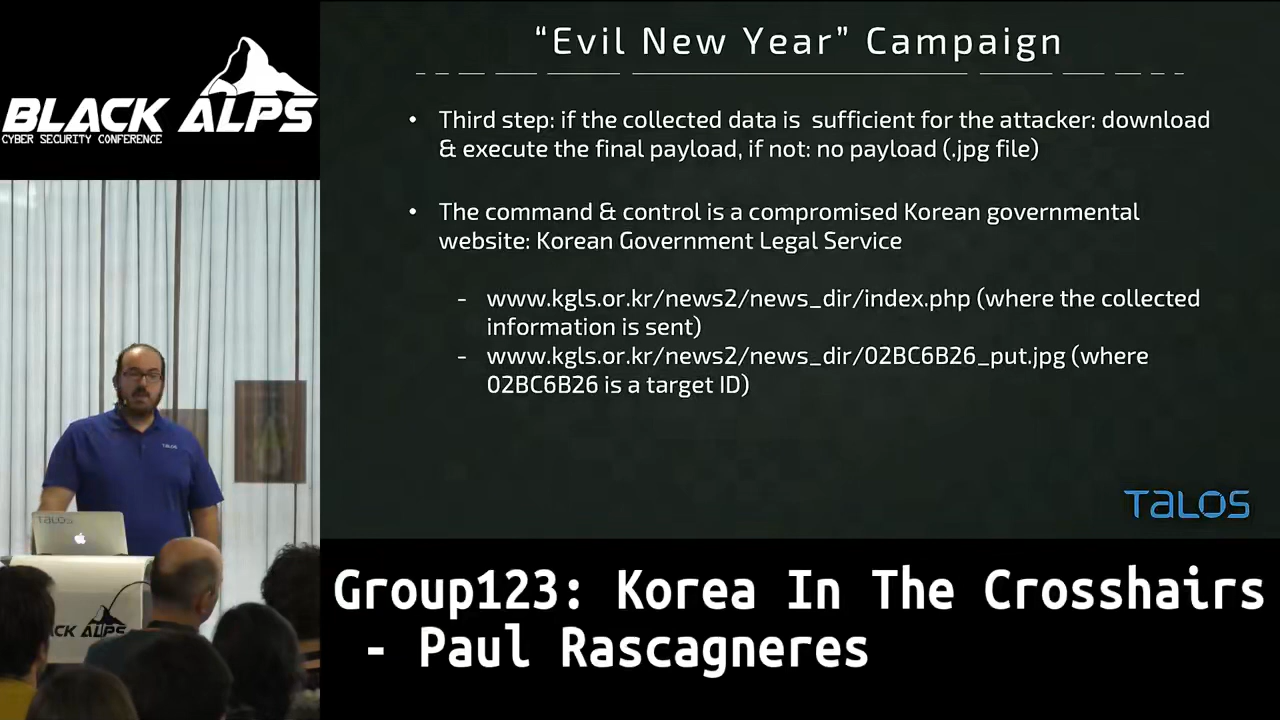 BLACK ALPS
CYBER SECURITY CONFERENCE
“Evil New Year” Campaign
• Third step: if the collected data is  sufficient for the attacker: download
& execute the final payload, if not: no payload (.jpg file)
• The command & control is a compromised Korean governmental
website: Korean Government Legal Service
- www.kgls.or.kr/news2/news_dir/index.php (where the collected
information is sent)
- www.kgls.or.kr/news2/news_dir/02BC6B26_put.jpg (where
02BC6B26 is a target ID)
TALOS
TALOS
TALOS
ACK ALPS
Group123: Korea In The Crosshairs
- Paul Rascagneres